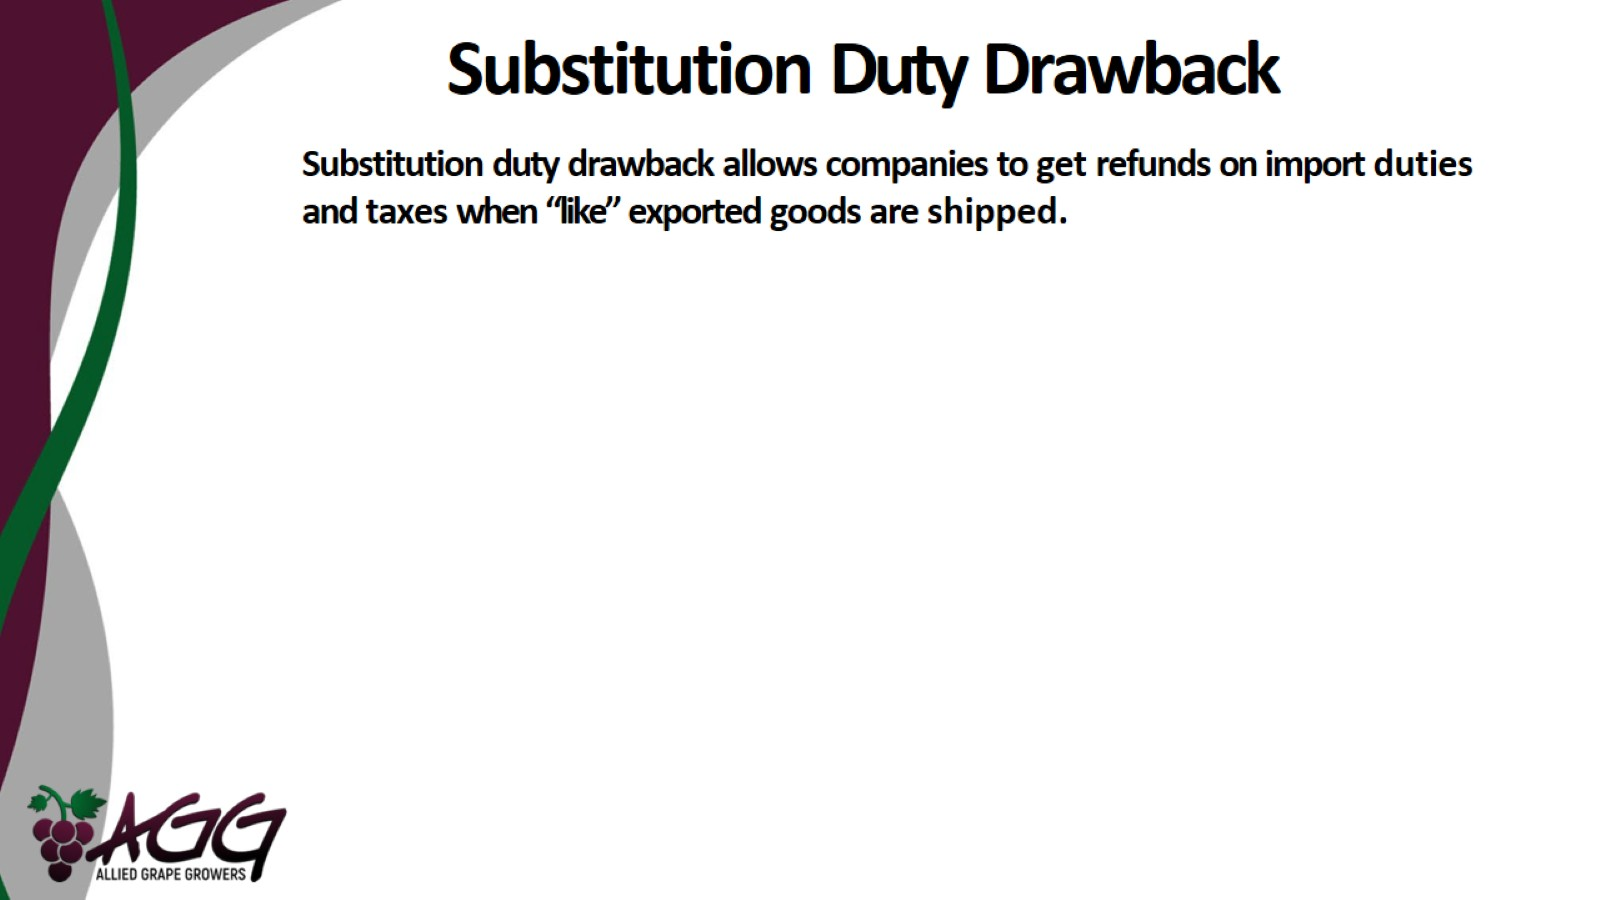 Substitution Duty Drawback
Substitution duty drawback allows companies to get refunds on import duties
and taxes when “like” exported goods are shipped.
AGG
ALLIED GRAPE GROWERS